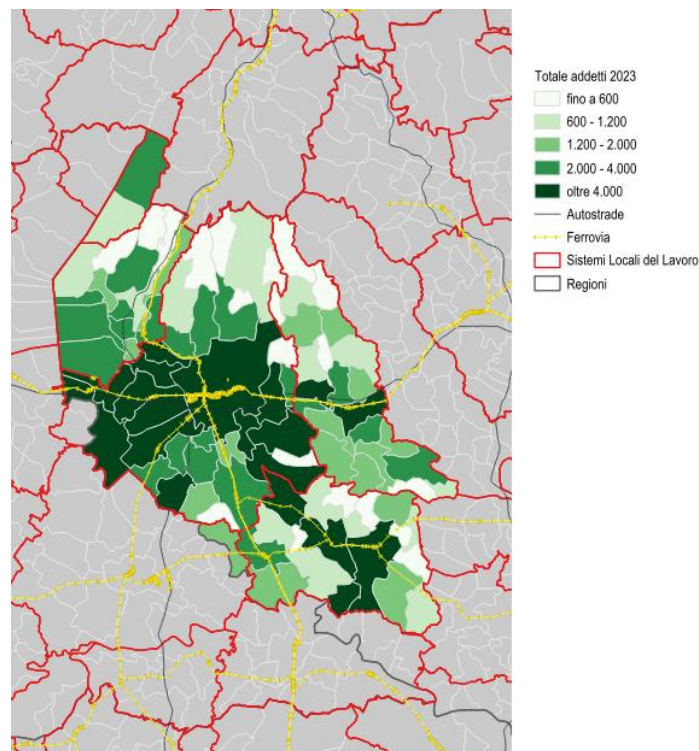 Totale addetti 2023
fino a 600
600 - 1.200
1.200 - 2.000
2.000 - 4.000
oltre 4.000
Autostrade
Ferrovia
Sistemi Locali del Lavoro
Regioni